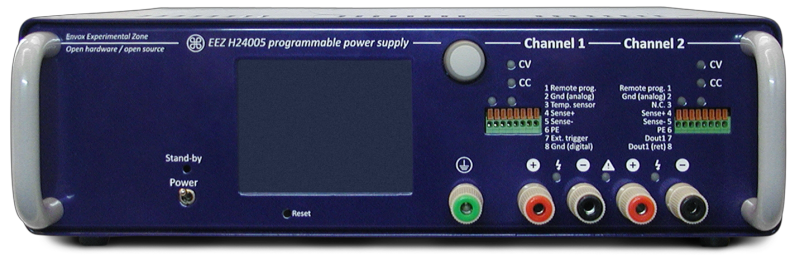 Envox Experimental Zone
Open hardware / open source
EEZ H24005 programmable power supply
Channel 1
Channel 2
CV
CC
1 Remote prog.
2 Gnd (analog)
3 Temp. sensor
4 Sense+
5 Sense-
6 PE
7 Ext. trigger
8 Gnd (digital)
CV
CC
Remote prog. 1
Gnd (analog) 2
N.C. 3
Sense+ 4
Sense- 5
PE 6
Dout1 7
Dout1 (ret) 8
Stand-by
Power
Reset
+
−
+
−